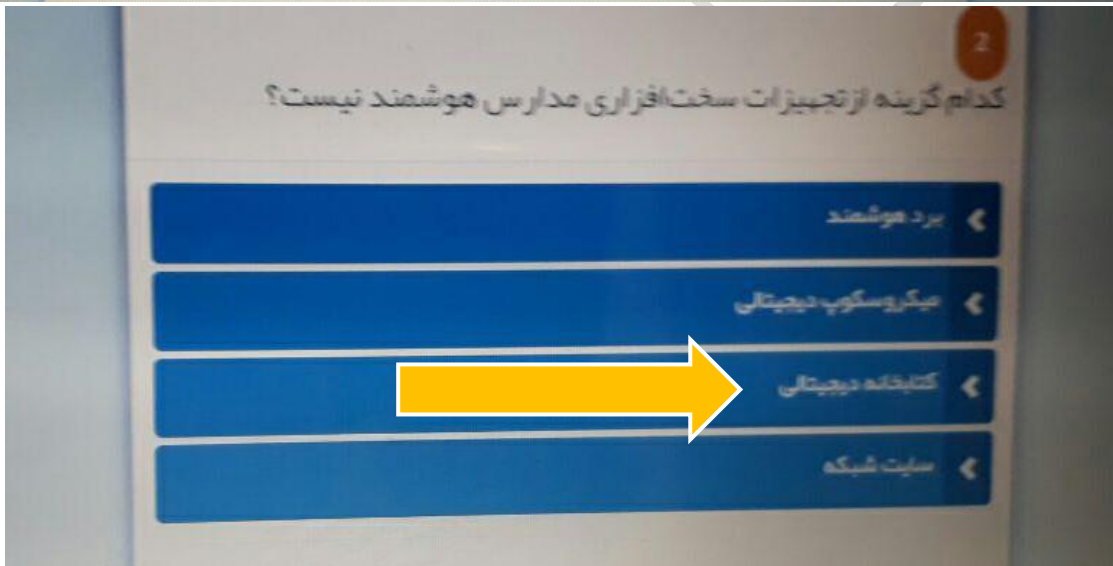 2
کدام گزینه از تجهیزات سخت‌افزاری مدارس هوشمند نیست؟
برد هوشمند
میکروسکوپ دیجیتالی
کتابخانه دیجیتالی
سایت شبکه